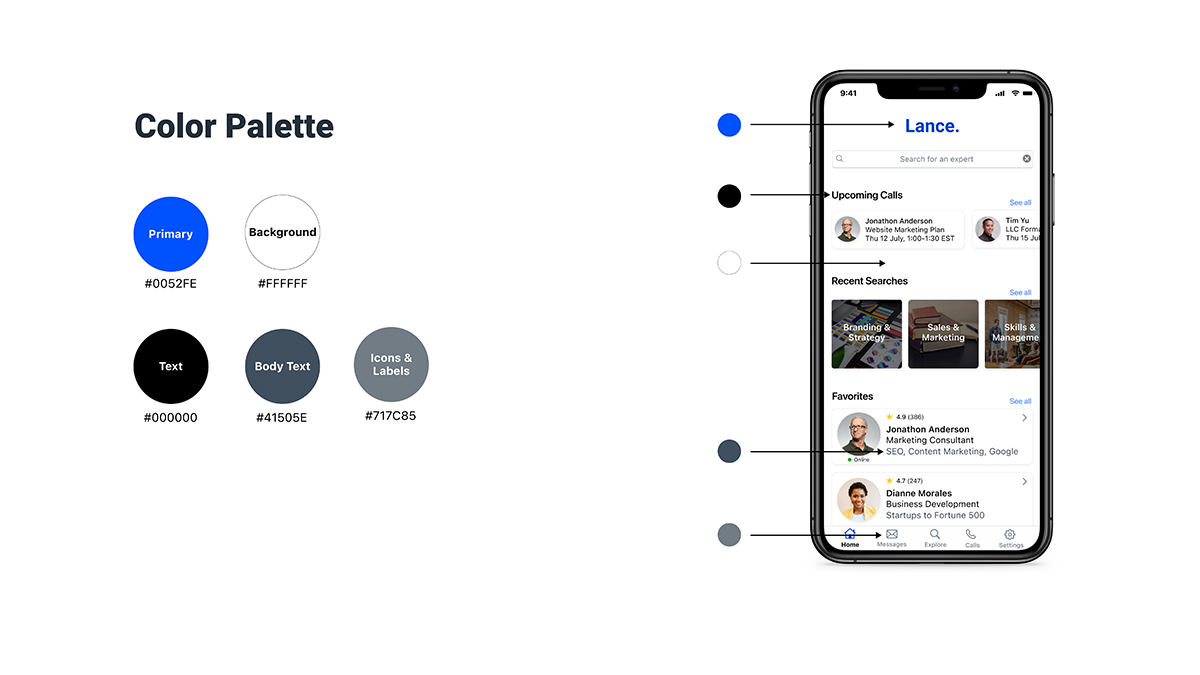 Color Palette
Primary
Background
#0052FE
#FFFFFF
Text
Body Text
Icons &
Labels
#000000
#41505E
#717C85
9:41
Lance.
Search for an expert
Upcoming Calls
See all
Jonathon Anderson
Website Marketing Plan
Thu 12 July, 1:00-1:30 EST
Tim Yu
LLC Forma
Thu 15 Jul
Recent Searches
See all
Branding &
Strategy
Sales &
Marketing
Skills &
Manageme
Favorites
See all
4.9 (386)
Jonathon Anderson
Marketing Consultant
SEO, Content Marketing, Google
Online
4.7 (247)
Dianne Morales
Business Development
Startups to Fortune 500
Home
Messages
Explore
Calls
Settings